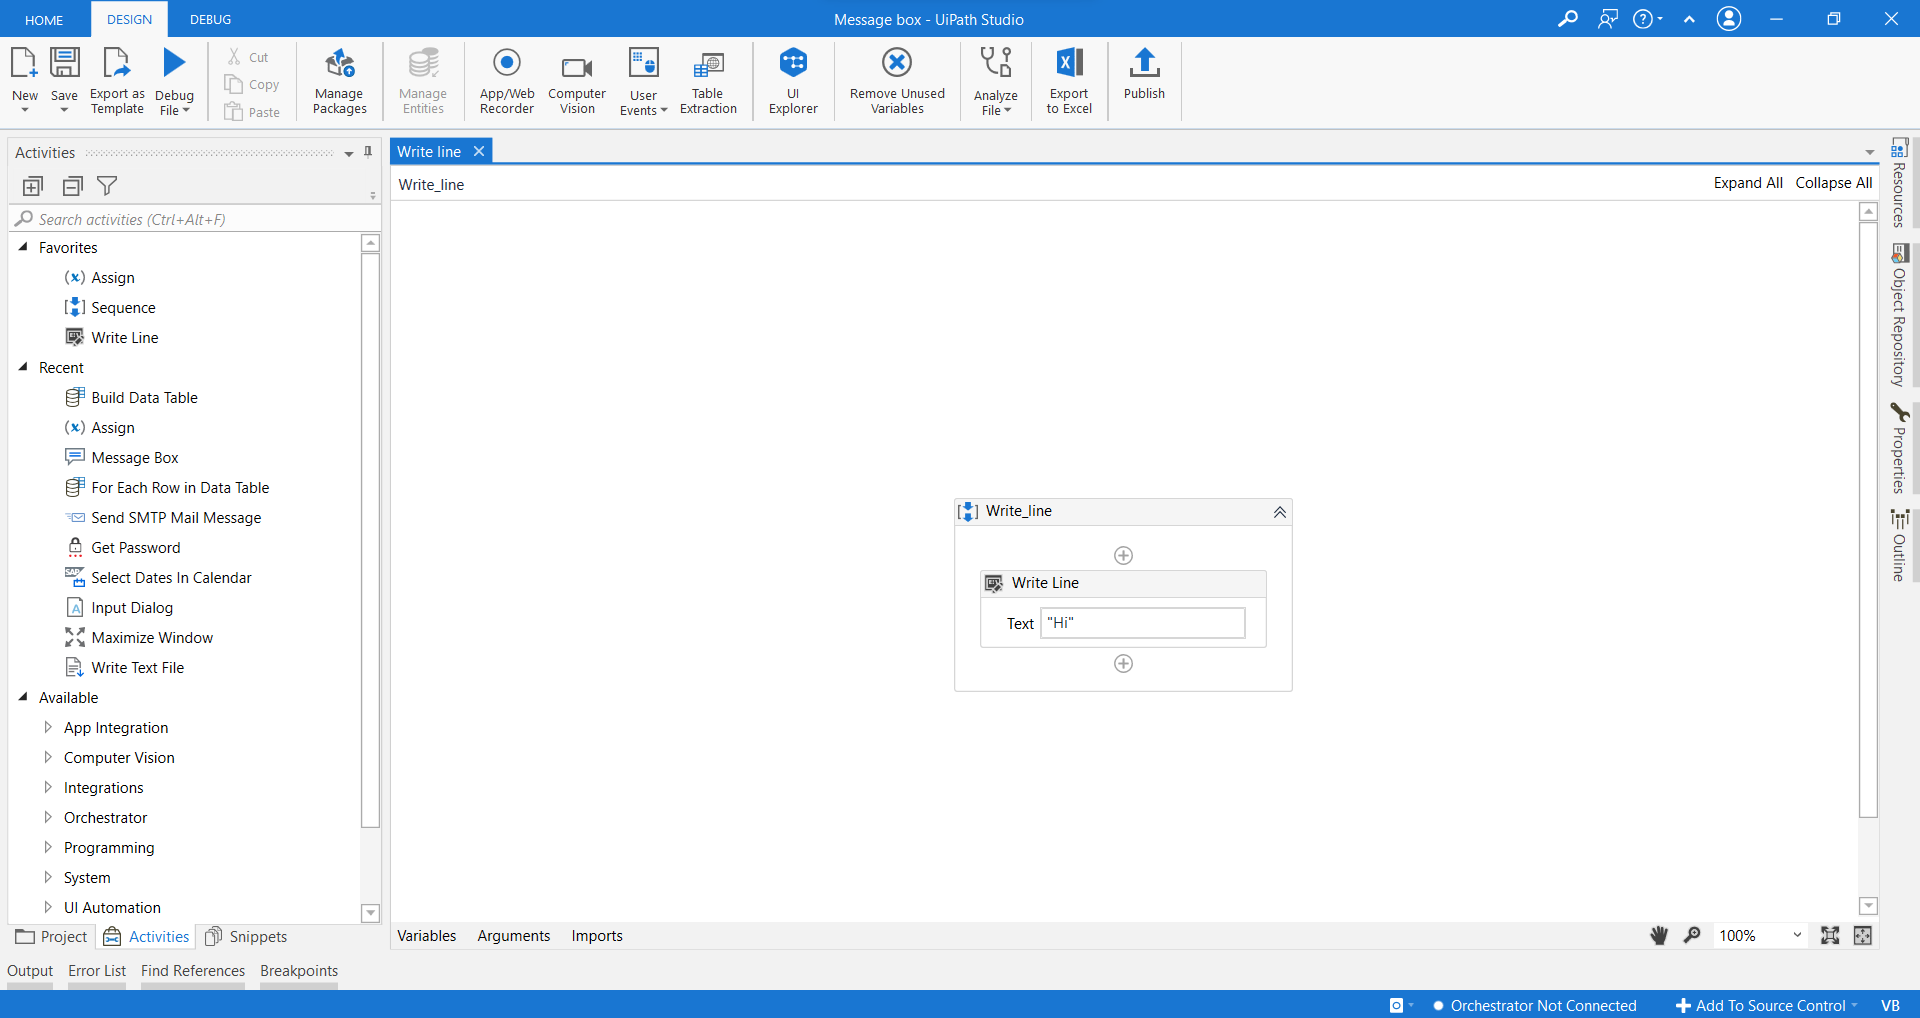 HOME DESIGN DEBUG Message box - UiPath Studio
New Save Export as Template Debug File Cut Copy Paste Manage Packages Manage Entities App/Web Recorder Computer Vision User Events Table Extraction UI Explorer Remove Unused Variables Analyze File Export to Excel Publish
Activities
Search activities (Ctrl+Alt+F)
Favorites
Assign
Sequence
Write Line
Recent
Build Data Table
Assign
Message Box
For Each Row in Data Table
Send SMTP Mail Message
Get Password
Select Dates In Calendar
Input Dialog
Maximize Window
Write Text File
Available
App Integration
Computer Vision
Integrations
Orchestrator
Programming
System
UI Automation
Project Activities Snippets
Write line
Write_line Expand All Collapse All
Write_line
Write Line
Text "Hi"
Variables Arguments Imports 100%
Resources
Object Repository
Properties
Outline
Output Error List Find References Breakpoints
Orchestrator Not Connected Add To Source Control VB